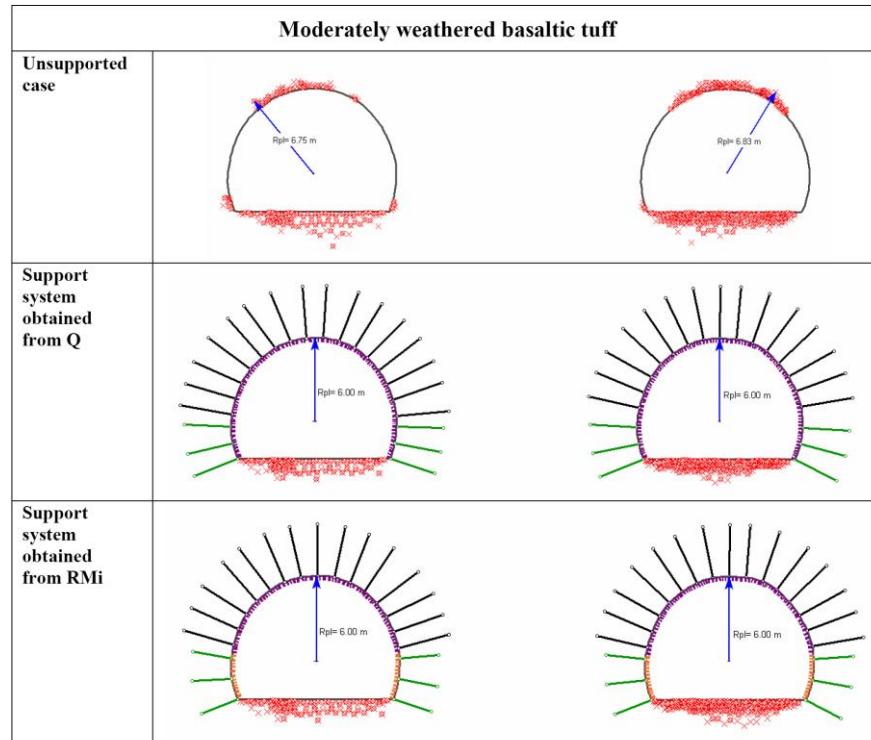 Moderately weathered basaltic tuff
Unsupported
case
Rpl= 6.75 m
Rpl= 6.83 m
Support
system
obtained
from Q
Rpl= 6.00 m
Rpl= 6.00 m
Support
system
obtained
from RMi
Rpl= 6.00 m
Rpl= 6.00 m